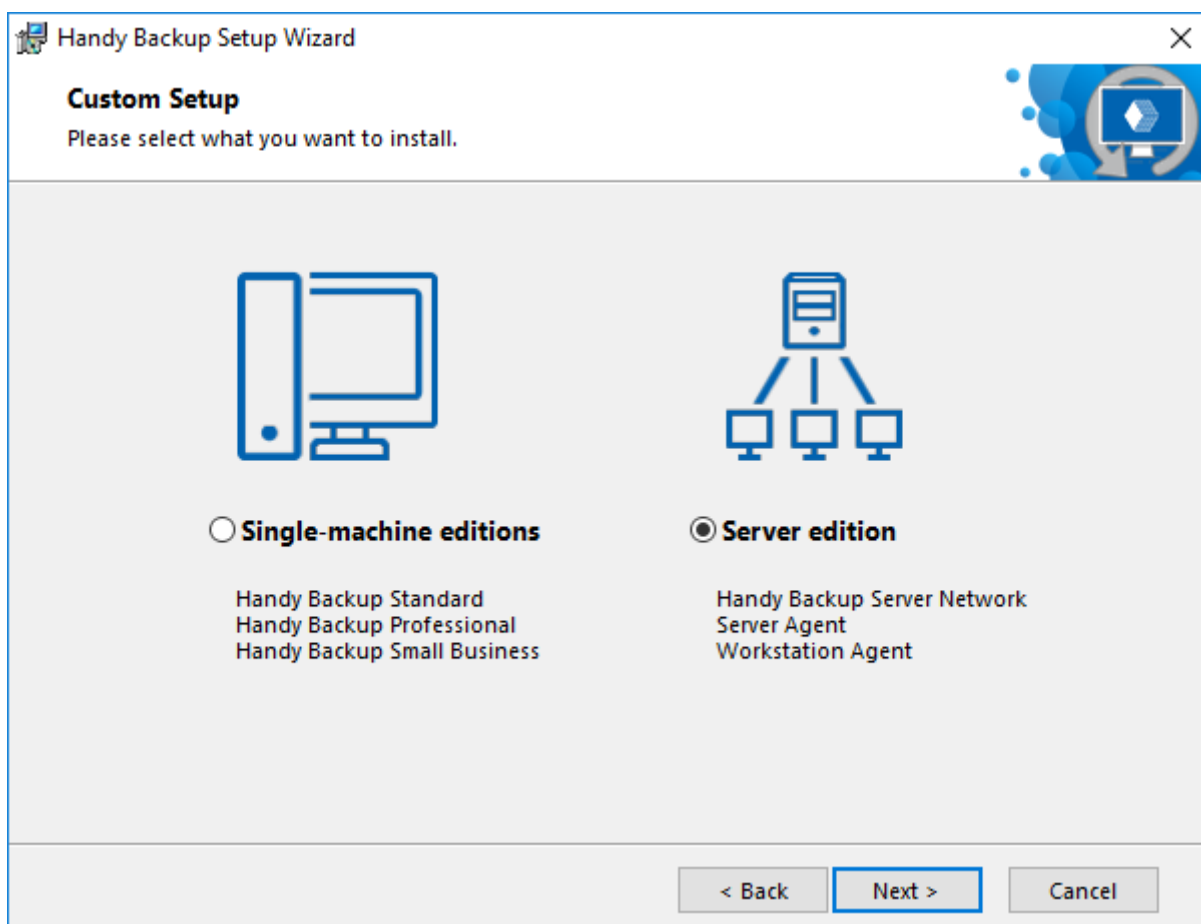 Handy Backup Setup Wizard
Custom Setup
Please select what you want to install.
Single-machine editions
Handy Backup Standard
Handy Backup Professional
Handy Backup Small Business
Server edition
Handy Backup Server Network
Server Agent
Workstation Agent
< Back
Next >
Cancel